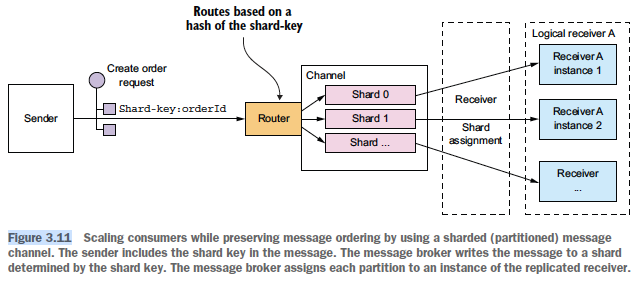 Routes based on a
hash of the shard-key
Create order
request
Shard-key:orderId
Sender
Router
Channel
Shard 0
Shard 1
Shard ...
Receiver
Shard
assignment
Logical receiver A
Receiver A
instance 1
Receiver A
instance 2
Receiver
...
Figure 3.11 Scaling consumers while preserving message ordering by using a sharded (partitioned) message
channel. The sender includes the shard key in the message. The message broker writes the message to a shard
determined by the shard key. The message broker assigns each partition to an instance of the replicated receiver.